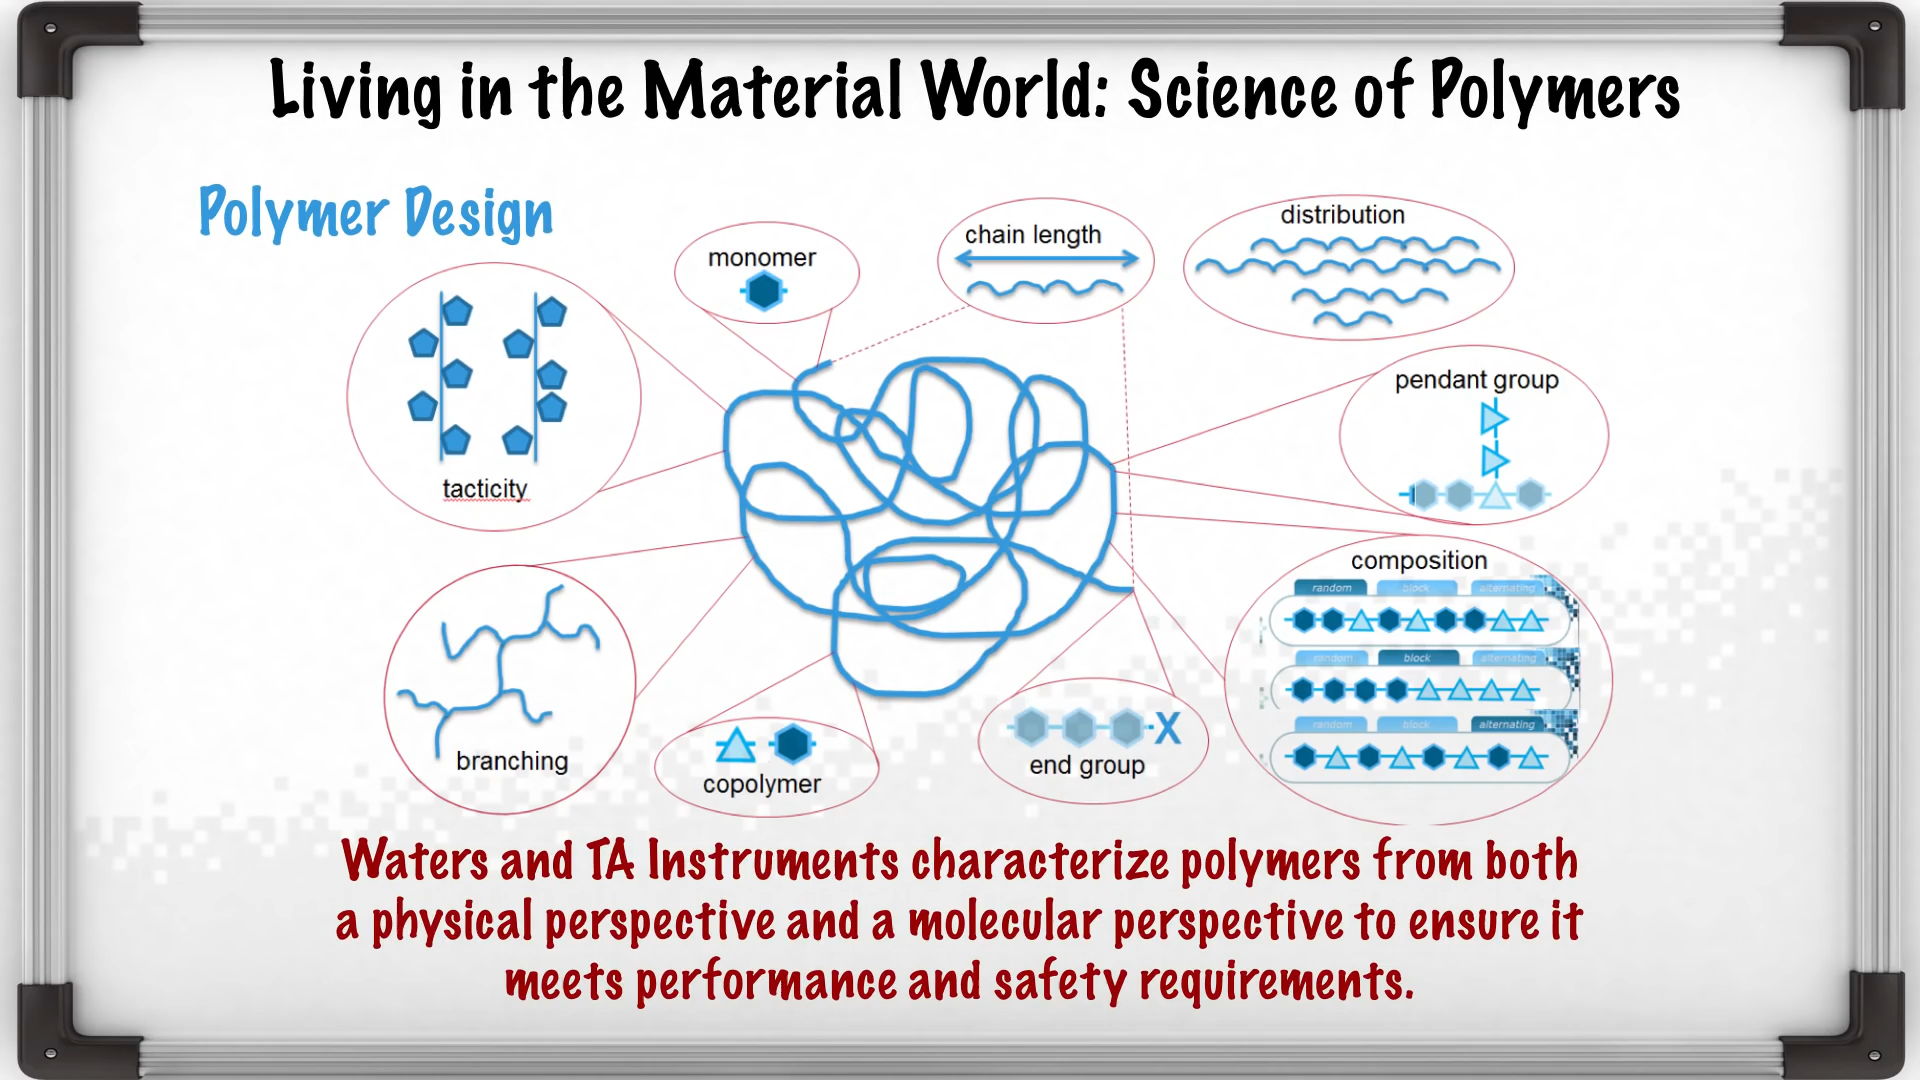 Living in the Material World: Science of Polymers
Polymer Design
monomer
chain length
distribution
tacticity
pendant group
composition
random block alternating
random block alternating
random block alternating
branching
copolymer
X
end group
Waters and TA Instruments characterize polymers from both
a physical perspective and a molecular perspective to ensure it
meets performance and safety requirements.